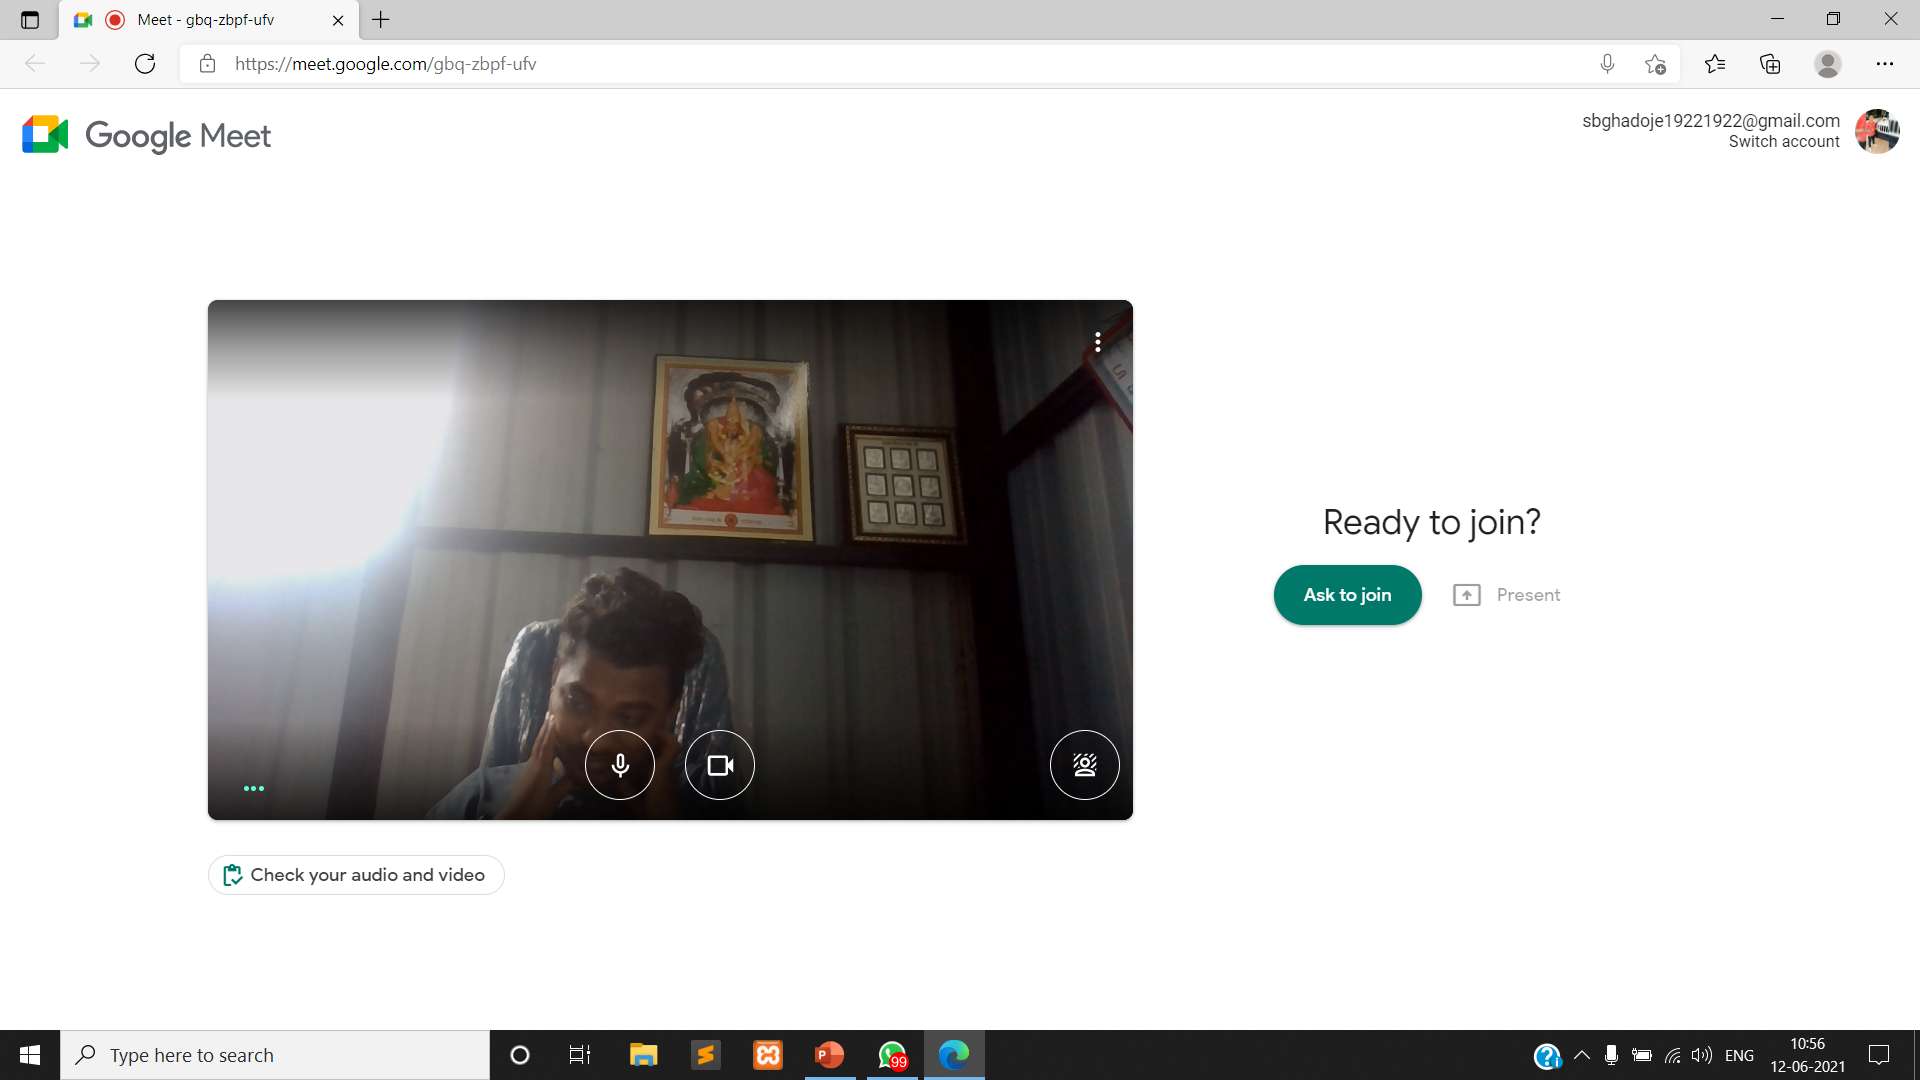 Meet - gbq-zbpf-ufv
https://meet.google.com/gbq-zbpf-ufv
Google Meet
sbghadoje19221922@gmail.com
Switch account
Ready to join?
Ask to join
Present
Check your audio and video
Type here to search
99
ENG
10:56
12-06-2021